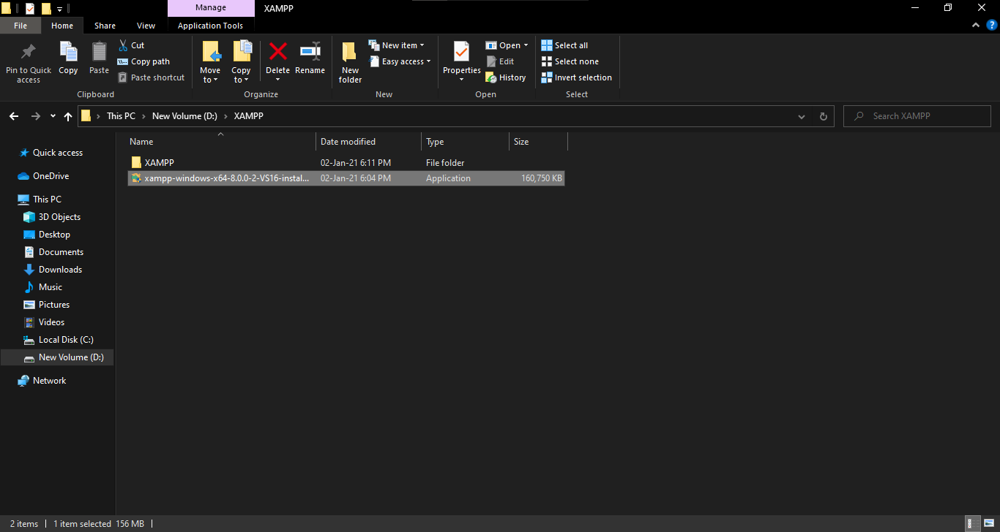 Manage
XAMPP
File
Home
Share
View
Application Tools
Pin to Quick access
Copy
Paste
Cut
Copy path
Paste shortcut
Clipboard
Move to
Copy to
Delete
Rename
Organize
New folder
New item
Easy access
New
Properties
Open
Edit
History
Open
Select all
Select none
Invert selection
Select
This PC > New Volume (D:) > XAMPP
Search XAMPP
Name Date modified Type Size
XAMPP 02-Jan-21 6:11 PM File folder
xampp-windows-x64-8.0.0-2-VS16-instal... 02-Jan-21 6:04 PM Application 160,750 KB
Quick access
OneDrive
This PC
3D Objects
Desktop
Documents
Downloads
Music
Pictures
Videos
Local Disk (C:)
New Volume (D:)
Network
2 items 1 item selected 156 MB